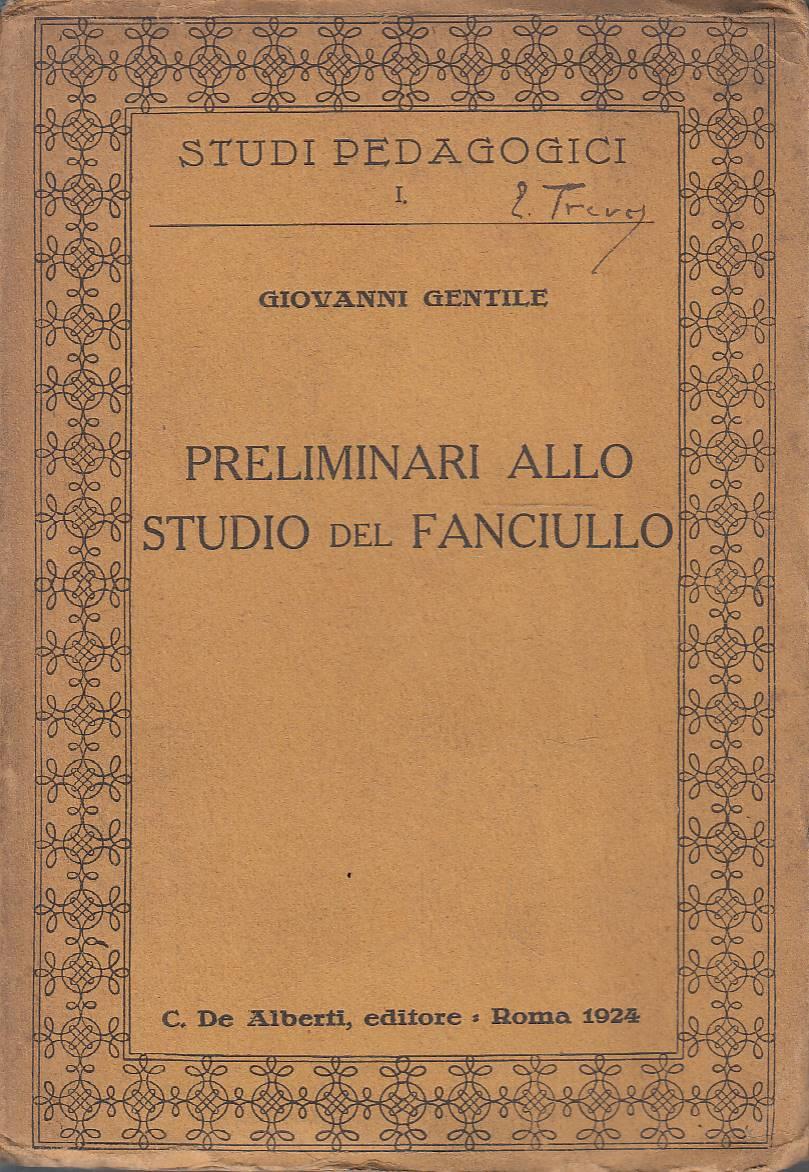 STUDI PEDAGOGICI
I.
GIOVANNI GENTILE
PRELIMINARI ALLO
STUDIO DEL FANCIULLO
C. De Alberti, editore : Roma 1924